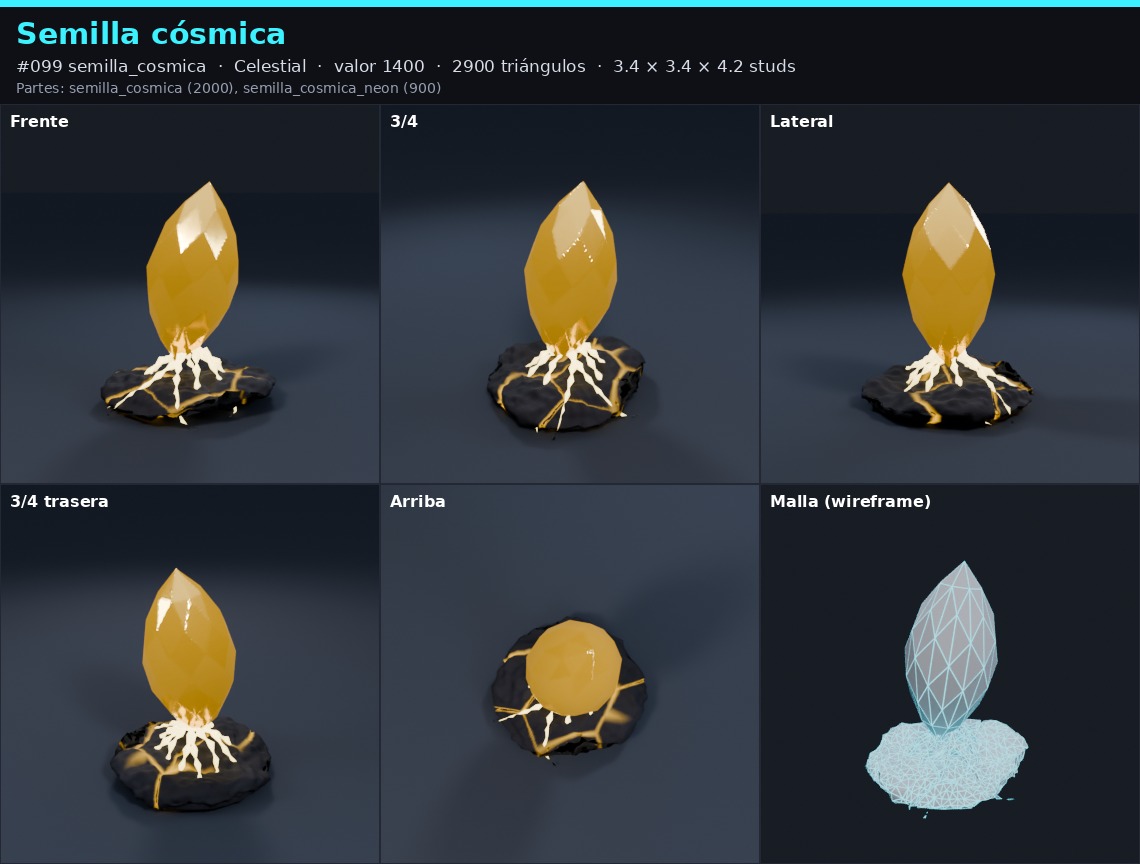 Semilla cósmica
#099 semilla_cosmica · Celestial · valor 1400 · 2900 triángulos · 3.4 × 3.4 × 4.2 studs
Partes: semilla_cosmica (2000), semilla_cosmica_neon (900)
Frente
3/4
Lateral
3/4 trasera
Arriba
Malla (wireframe)